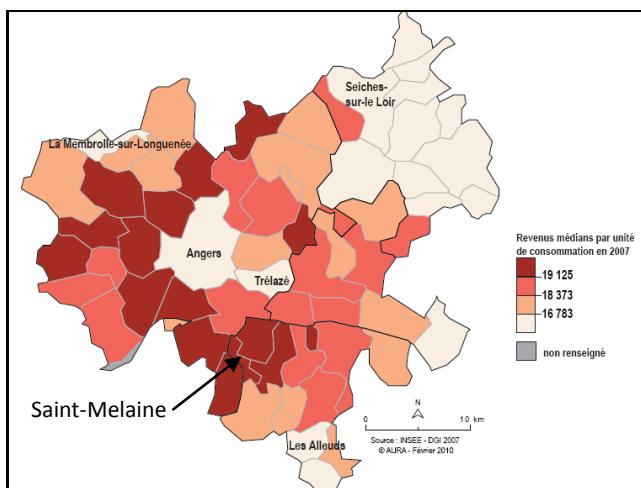 Seiches-
sur-le Loir
La Membrolle-sur-Longuenée
Angers
Trélazé
Revenus médians par unité
de consommation en 2007
19 125
18 373
16 783
non renseigné
Saint-Melaine
Les Alleuds
N
0 10 km
Source : INSEE - DGI 2007
© AURA - Février 2010